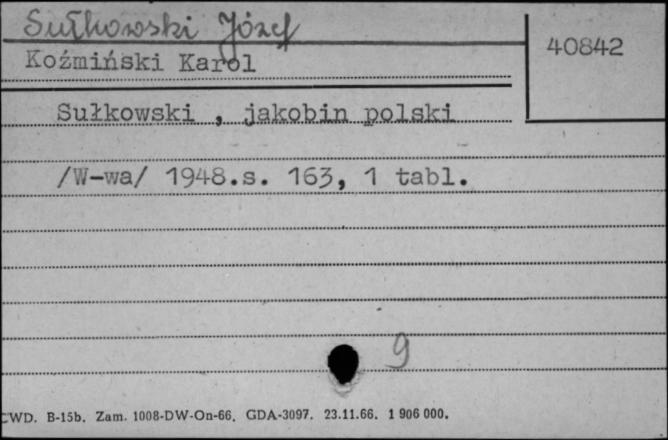 Sułkowski Józef
40842
Koźmiński Karol
Sułkowski , jakobin polski
/W-wa/ 1948.s. 163, 1 tabl.
9
CWD. B-15b. Zam. 1008-DW-On-66. GDA-3097. 23.11.66. 1 906 000.